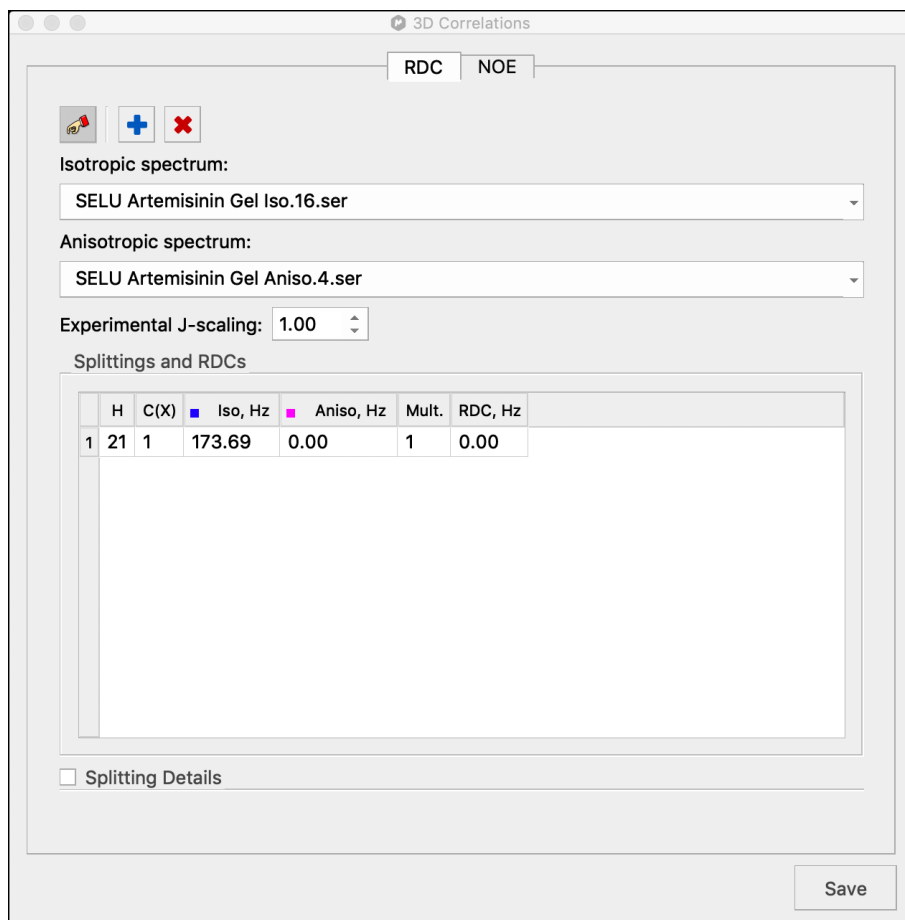 3D Correlations
RDC NOE
Isotropic spectrum:
SELU Artemisinin Gel Iso.16.ser
Anisotropic spectrum:
SELU Artemisinin Gel Aniso.4.ser
Experimental J-scaling: 1.00
Splittings and RDCs
H C(X) Iso, Hz Aniso, Hz Mult. RDC, Hz
1 21 1 173.69 0.00 1 0.00
Splitting Details
Save